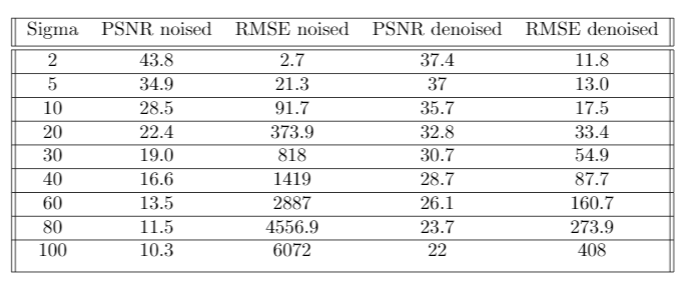 Sigma PSNR noised RMSE noised PSNR denoised RMSE denoised
2 43.8 2.7 37.4 11.8
5 34.9 21.3 37 13.0
10 28.5 91.7 35.7 17.5
20 22.4 373.9 32.8 33.4
30 19.0 818 30.7 54.9
40 16.6 1419 28.7 87.7
60 13.5 2887 26.1 160.7
80 11.5 4556.9 23.7 273.9
100 10.3 6072 22 408